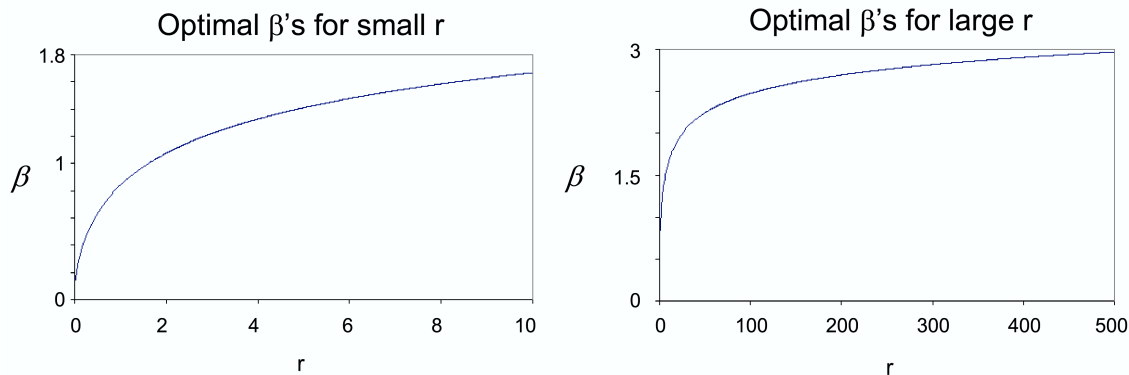 Optimal β's for small r
1.8
1
β
0
0 2 4 6 8 10
r
Optimal β's for large r
3
β
1.5
0
0 100 200 300 400 500
r